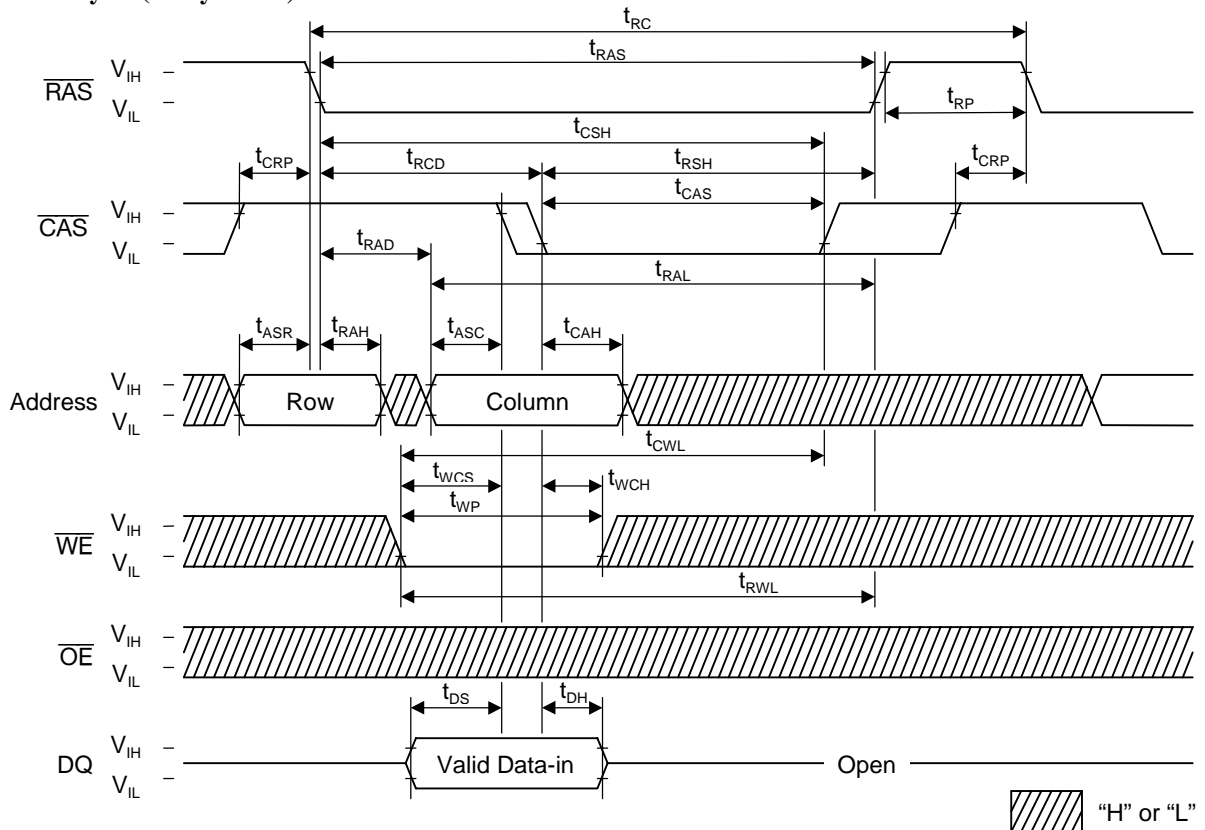 tRC
tRAS
RAS
VIH
VIL
tRP
tCSH
tCRP
tRCD
tRSH
tCRP
tCAS
CAS
VIH
VIL
tRAD
tRAL
tASR
tRAH
tASC
tCAH
Address
VIH
VIL
Row
Column
tCWL
tWCS
tWCH
tWP
WE
VIH
VIL
tRWL
OE
VIH
VIL
tDS
tDH
DQ
VIH
VIL
Valid Data-in
Open
“H” or “L”